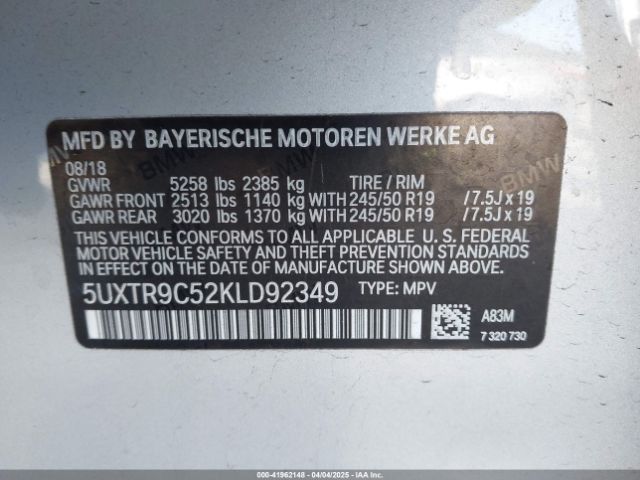 MFD BY BAYERISCHE MOTOREN WERKE AG
08/18
GVWR 5258 lbs 2385 kg TIRE / RIM
GAWR FRONT 2513 lbs 1140 kg WITH 245/50 R19 / 7.5J x 19
GAWR REAR 3020 lbs 1370 kg WITH 245/50 R19 / 7.5J x 19
THIS VEHICLE CONFORMS TO ALL APPLICABLE U. S. FEDERAL
MOTOR VEHICLE SAFETY AND THEFT PREVENTION STANDARDS
IN EFFECT ON THE DATE OF MANUFACTURE SHOWN ABOVE.
5UXTR9C52KLD92349 TYPE: MPV
A83M
7 320 730
000-41962148 - 04/04/2025 - COPYRIGHT IAA, LLC.